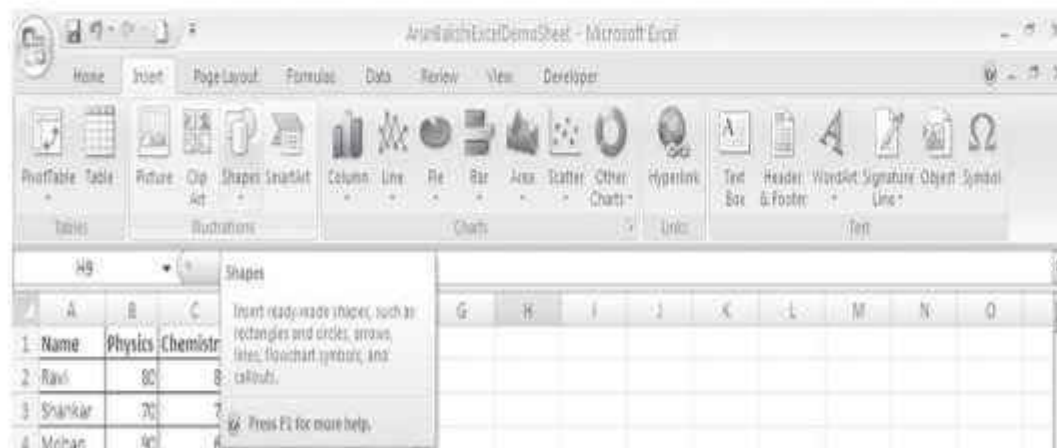 ArunBakshiExcelDemoSheet - Microsoft Excel
Home Insert Page Layout Formulas Data Review View Developer
PivotTable Table Picture Clip Art Shapes SmartArt Column Line Pie Bar Area Scatter Other Charts Hyperlink Text Box Header & Footer WordArt Signature Line Object Symbol
Tables Illustrations Charts Links Text
H9
Shapes
Insert ready-made shapes, such as
rectangles and circles, arrows,
lines, flowchart symbols, and
callouts.
Press F1 for more help.
A B C G H I J K L M N O
1 Name Physics Chemistr
2 Ravi 80 8
3 Shankar 70 7
4 Mohan 90 6